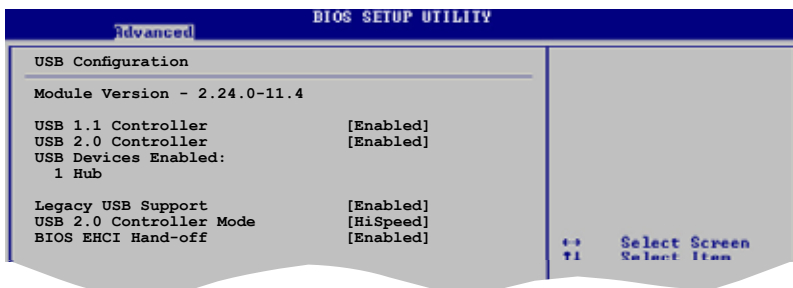 BIOS SETUP UTILITY
Advanced
USB Configuration
Module Version - 2.24.0-11.4
USB 1.1 Controller [Enabled]
USB 2.0 Controller [Enabled]
USB Devices Enabled:
1 Hub
Legacy USB Support [Enabled]
USB 2.0 Controller Mode [HiSpeed]
BIOS EHCI Hand-off [Enabled]
↔ Select Screen
↑↓ Select Item